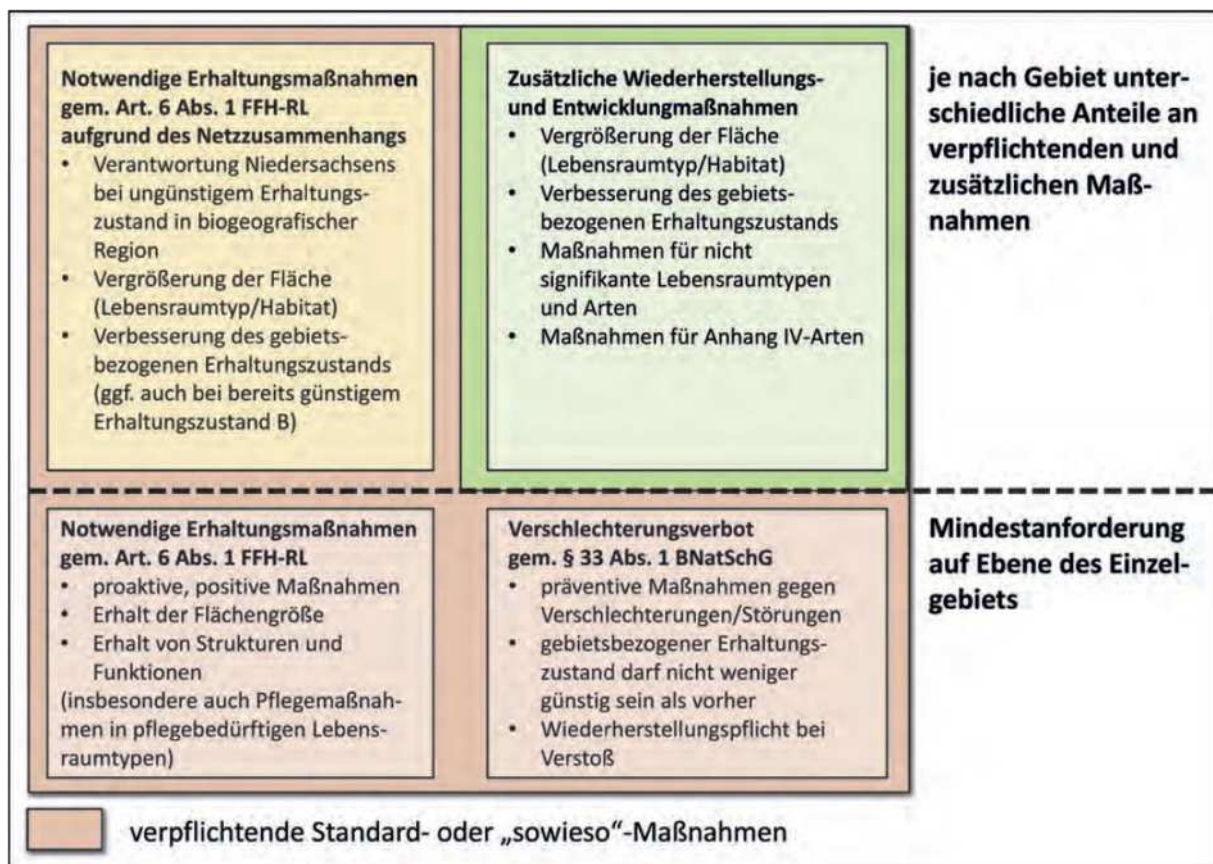 Notwendige Erhaltungsmaßnahmen
gem. Art. 6 Abs. 1 FFH-RL
aufgrund des Netzzusammenhangs
• Verantwortung Niedersachsens
bei ungünstigem Erhaltungs-
zustand in biogeografischer
Region
• Vergrößerung der Fläche
(Lebensraumtyp/Habitat)
• Verbesserung des gebiets-
bezogenen Erhaltungszustands
(ggf. auch bei bereits günstigem
Erhaltungszustand B)
Zusätzliche Wiederherstellungs-
und Entwicklungmaßnahmen
• Vergrößerung der Fläche
(Lebensraumtyp/Habitat)
• Verbesserung des gebiets-
bezogenen Erhaltungszustands
• Maßnahmen für nicht
signifikante Lebensraumtypen
und Arten
• Maßnahmen für Anhang IV-Arten
je nach Gebiet unter-
schiedliche Anteile an
verpflichtenden und
zusätzlichen Maß-
nahmen
Notwendige Erhaltungsmaßnahmen
gem. Art. 6 Abs. 1 FFH-RL
• proaktive, positive Maßnahmen
• Erhalt der Flächengröße
• Erhalt von Strukturen und
Funktionen
(insbesondere auch Pflegemaßnah-
men in pflegebedürftigen Lebens-
raumtypen)
Verschlechterungsverbot
gem. § 33 Abs. 1 BNatSchG
• präventive Maßnahmen gegen
Verschlechterungen/Störungen
• gebietsbezogener Erhaltungs-
zustand darf nicht weniger
günstig sein als vorher
• Wiederherstellungspflicht bei
Verstoß
Mindestanforderung
auf Ebene des Einzel-
gebiets
verpflichtende Standard- oder „sowieso“-Maßnahmen